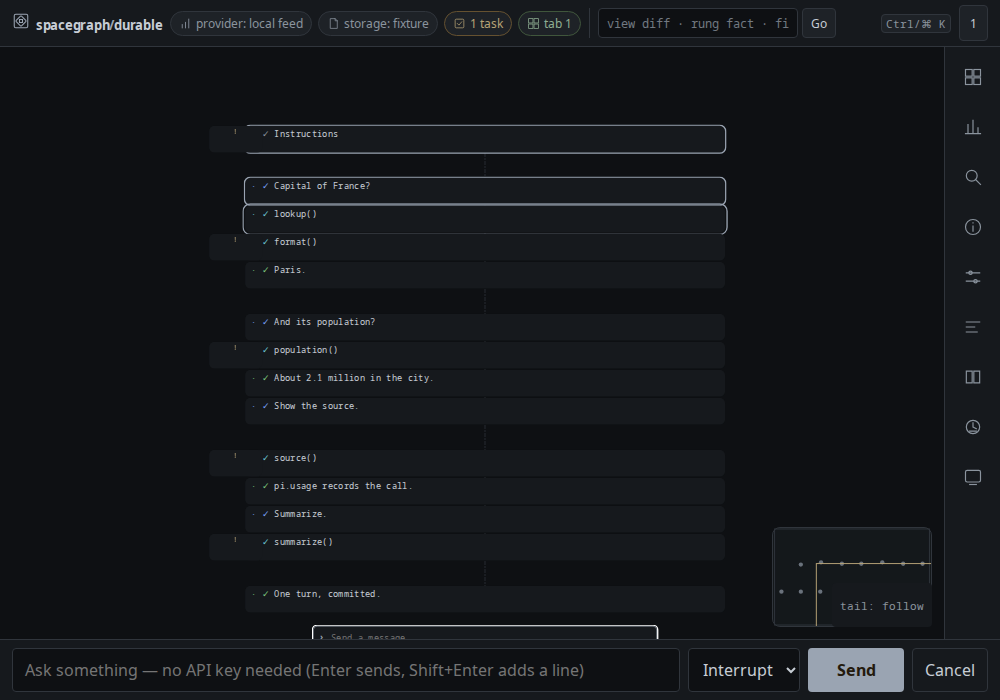 spacegraph/durable
provider: local feed
storage: fixture
1 task
tab 1
view diff · rung fact · fi
Go
Ctrl/⌘ K
1
! ✓ Instructions
- ✓ Capital of France?
- ✓ lookup()
! ✓ format()
- ✓ Paris.
- ✓ And its population?
! ✓ population()
- ✓ About 2.1 million in the city.
- ✓ Show the source.
! ✓ source()
- ✓ pi.usage records the call.
- ✓ Summarize.
! ✓ summarize()
- ✓ One turn, committed.
› Send a message
tail: follow
Ask something — no API key needed (Enter sends, Shift+Enter adds a line)
Interrupt
Send
Cancel